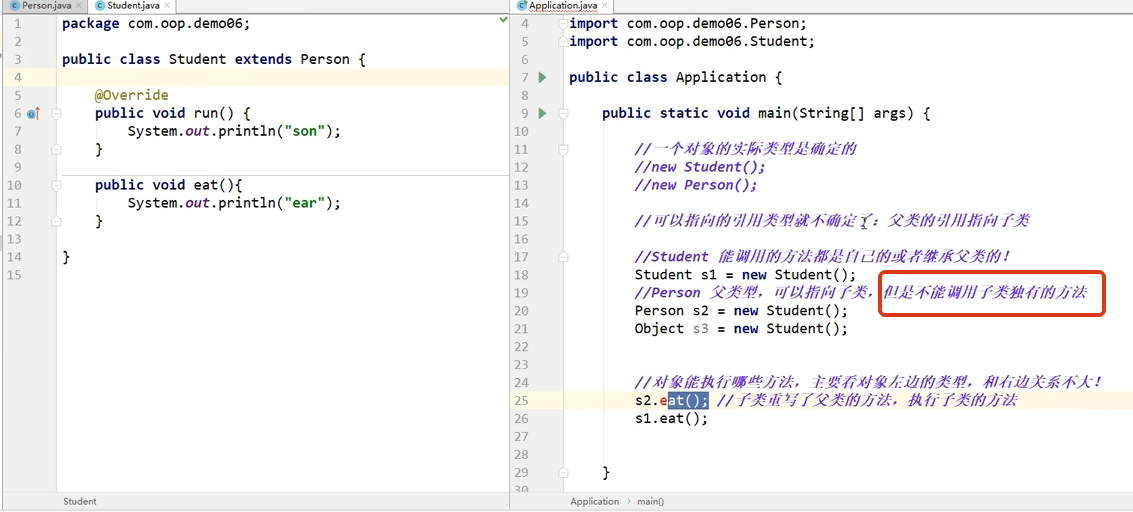 Person.java × Student.java ×
1 package com.oop.demo06;
2
3 public class Student extends Person {
4
5 @Override
6 public void run() {
7 System.out.println("son");
8 }
9
10 public void eat(){
11 System.out.println("ear");
12 }
13
14 }
15
Student
Application.java ×
4 import com.oop.demo06.Person;
5 import com.oop.demo06.Student;
6
7 public class Application {
8
9 public static void main(String[] args) {
10
11 //一个对象的实际类型是确定的
12 //new Student();
13 //new Person();
14
15 //可以指向的引用类型就不确定了：父类的引用指向子类
16
17 //Student 能调用的方法都是自己的或者继承父类的！
18 Student s1 = new Student();
19 //Person 父类型，可以指向子类，但是不能调用子类独有的方法
20 Person s2 = new Student();
21 Object s3 = new Student();
22
23
24 //对象能执行哪些方法，主要看对象左边的类型，和右边关系不大！
25 s2.eat(); //子类重写了父类的方法，执行子类的方法
26 s1.eat();
27
28
29 }
30
Application › main()